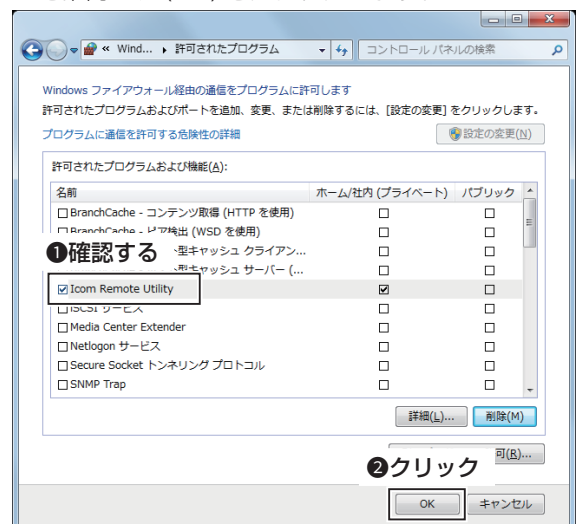 « Wind... ▸ 許可されたプログラム
コントロール パネルの検索
Windows ファイアウォール経由の通信をプログラムに許可します
許可されたプログラムおよびポートを追加、変更、または削除するには、[設定の変更] をクリックします。
プログラムに通信を許可する危険性の詳細
設定の変更(N)
許可されたプログラムおよび機能(A):
名前 ホーム/社内 (プライベート) パブリック
BranchCache - コンテンツ取得 (HTTP を使用)
BranchCache - ピア検出 (WSD を使用)
❶確認する
型キャッシュ クライアン...
型キャッシュ サーバー (...
Icom Remote Utility
iSCSI サービス
Media Center Extender
Netlogon サービス
Secure Socket トンネリング プロトコル
SNMP Trap
詳細(L)... 削除(M)
可(R)...
❷クリック
OK キャンセル